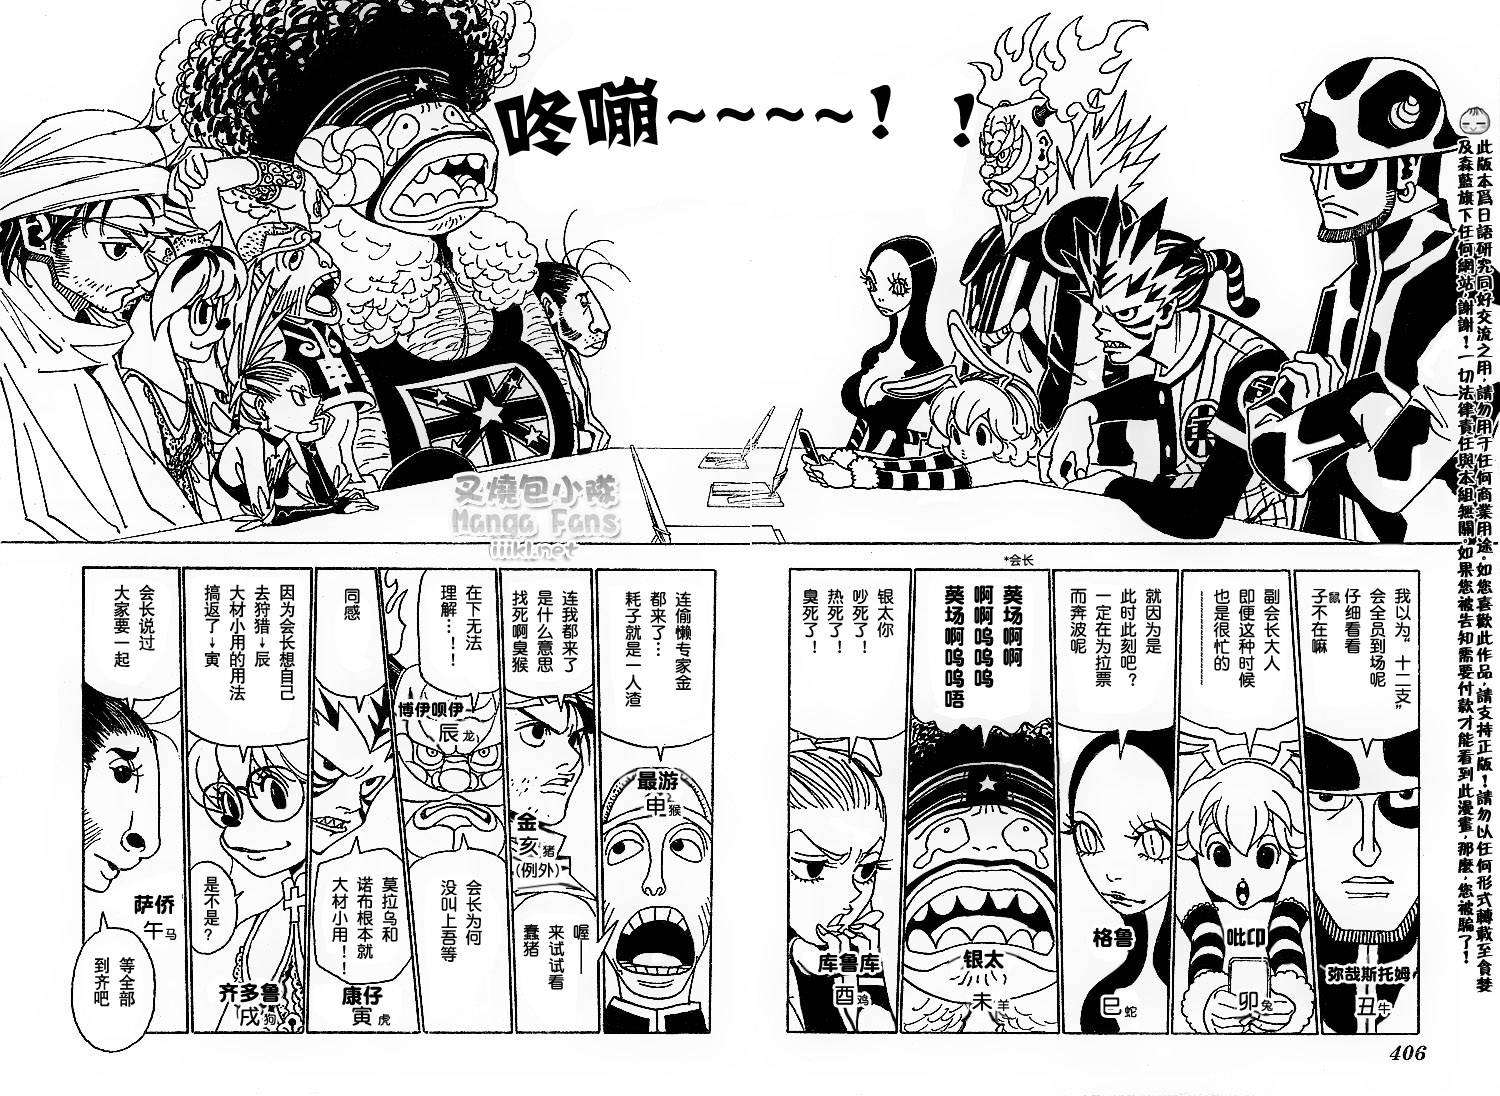 咚嘣～～～～！！
此版本爲日語研究同好交流之用，請勿用于任何商業用途。如您喜歡此作品，請支持正版！請勿以任何形式轉載至貪婪
及森藍旗下任何網站，謝謝！一切法律責任與本組無關。如果您被告知需要付款才能看到此漫畫，那麽，您被騙了！
叉燒包小隊
Manga Fans
iiikl.net
*会长
我以为“十二支”
会全员到场呢
仔细看看
鼠
子不在嘛
弥哉斯托姆
丑牛
副会长大人
即便这种时候
也是很忙的
——
吡叩
卯兔
就因为是
此时此刻吧？
一定在为拉票
而奔波呢
格鲁
巳蛇
葵场啊啊
啊啊呜呜呜
葵场啊呜呜唔
银太
未羊
银太你
吵死了！
热死了！
臭死了！
库鲁库
酉鸡
连偷懒专家金
都来了…
耗子就是一人渣
最游
申猴
连我都来了
是什么意思
找死啊臭猴
金
亥猪
(例外)
喔——
来试试看
蠢猪
在下无法
理解…！！
博伊呗伊
辰龙
会长为何
没叫上吾等
同感
莫拉乌和
诺布根本就
大材小用！！
康仔
寅虎
因为会长想自己
去狩猎→辰
大材小用的用法
搞返了→寅
是不是？
齐多鲁
戌狗
会长说过
大家要一起
萨侨
午马
等全部
到齐吧
406